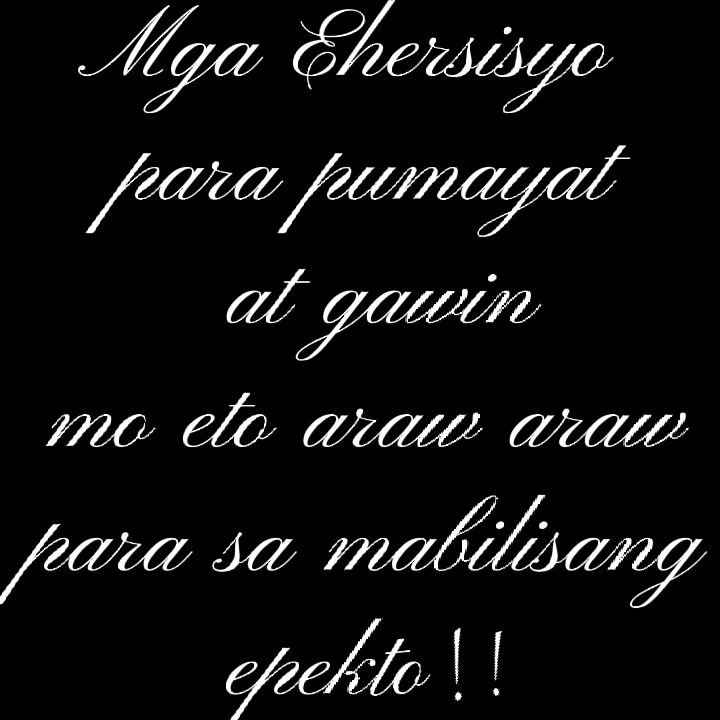 Mga Ehersisyo
para pumayat
at gawin
mo eto araw araw
para sa mabilisang
epekto!!